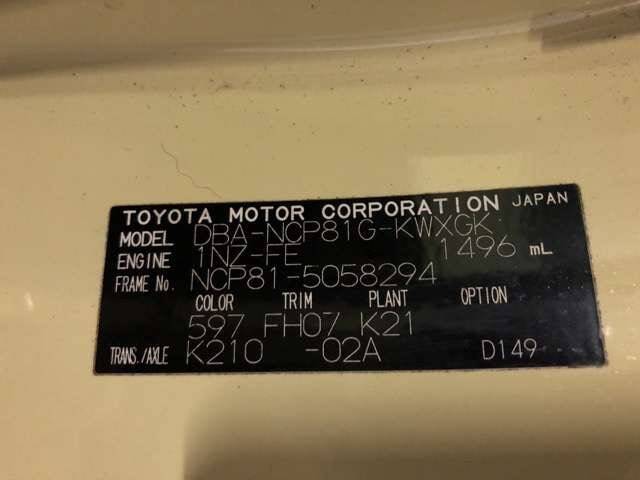 TOYOTA MOTOR CORPORATION JAPAN
MODEL DBA-NCP81G-KWXGK
ENGINE 1NZ-FE 1496 mL
FRAME No. NCP81-5058294
COLOR TRIM PLANT OPTION
597 FH07 K21
TRANS./AXLE K210 -02A D149